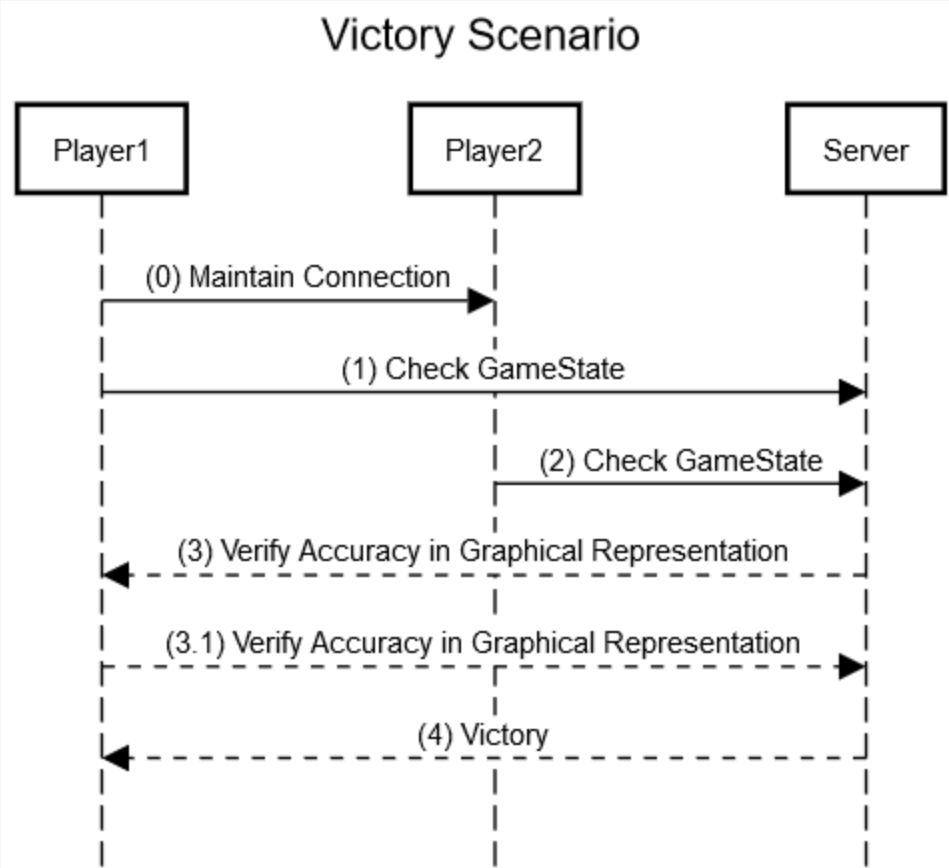 Victory Scenario
Player1
Player2
Server
(0) Maintain Connection
(1) Check GameState
(2) Check GameState
(3) Verify Accuracy in Graphical Representation
(3.1) Verify Accuracy in Graphical Representation
(4) Victory